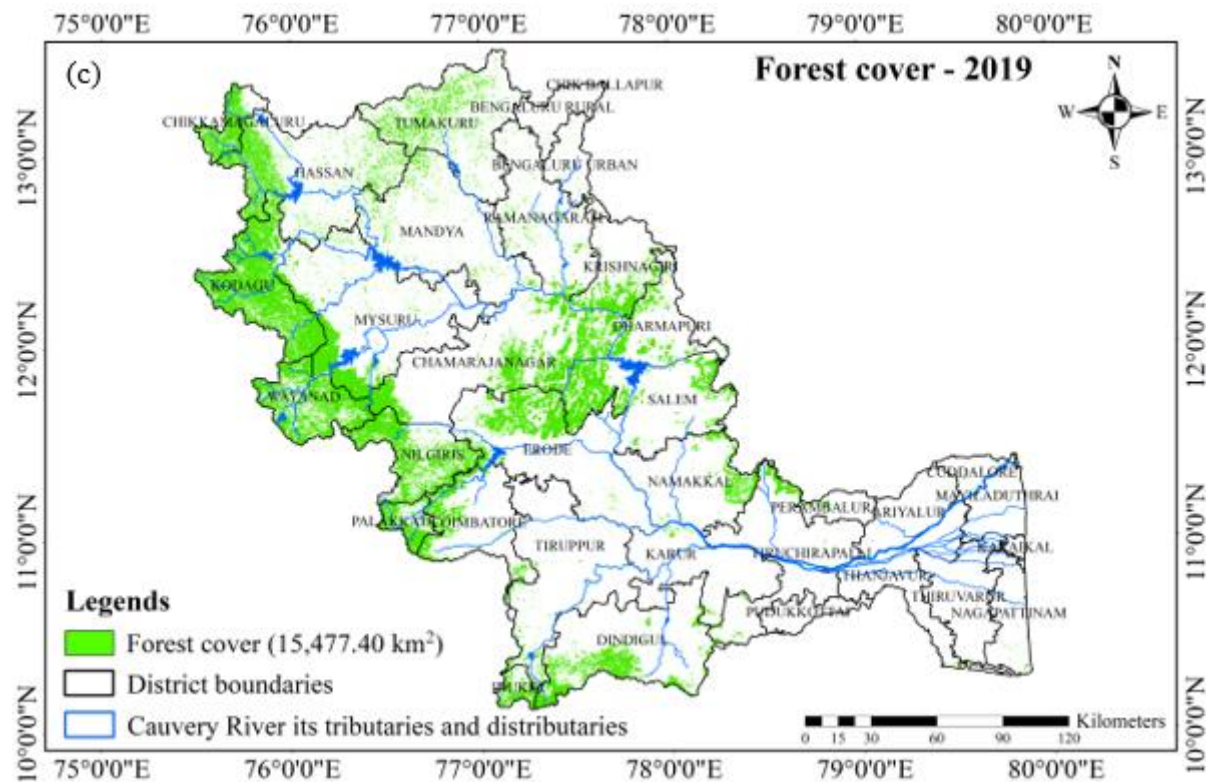 75°0'0"E 76°0'0"E 77°0'0"E 78°0'0"E 79°0'0"E 80°0'0"E
(c)
Forest cover - 2019
N
W E
S
13°0'0"N
12°0'0"N
11°0'0"N
10°0'0"N
13°0'0"N
12°0'0"N
11°0'0"N
10°0'0"N
CHIK BALLAPUR
BENGALURU RURAL
CHIKKAMAGALURU
TUMAKURU
HASSAN
BENGALURU URBAN
MANDYA
RAMANAGARAM
KRISHNAGIRI
KODAGU
MYSURU
DHARMAPURI
CHAMARAJANAGAR
WAYANAD
SALEM
NILGIRIS
ERODE
NAMAKKAL
CUDDALORE
MAYILADUTHRAI
PERAMBALUR
ARIYALUR
PALAKKAD
COIMBATORE
TIRUPPUR
KARUR
TIRUCHIRAPALLI
KARAIKAL
THANJAVUR
THIRUVARUR
PUDUKKOTTAI
NAGAPATTINAM
DINDIGUL
IDUKKI
Legends
Forest cover (15,477.40 km²)
District boundaries
Cauvery River its tributaries and distributaries
Kilometers
0 15 30 60 90 120
75°0'0"E 76°0'0"E 77°0'0"E 78°0'0"E 79°0'0"E 80°0'0"E